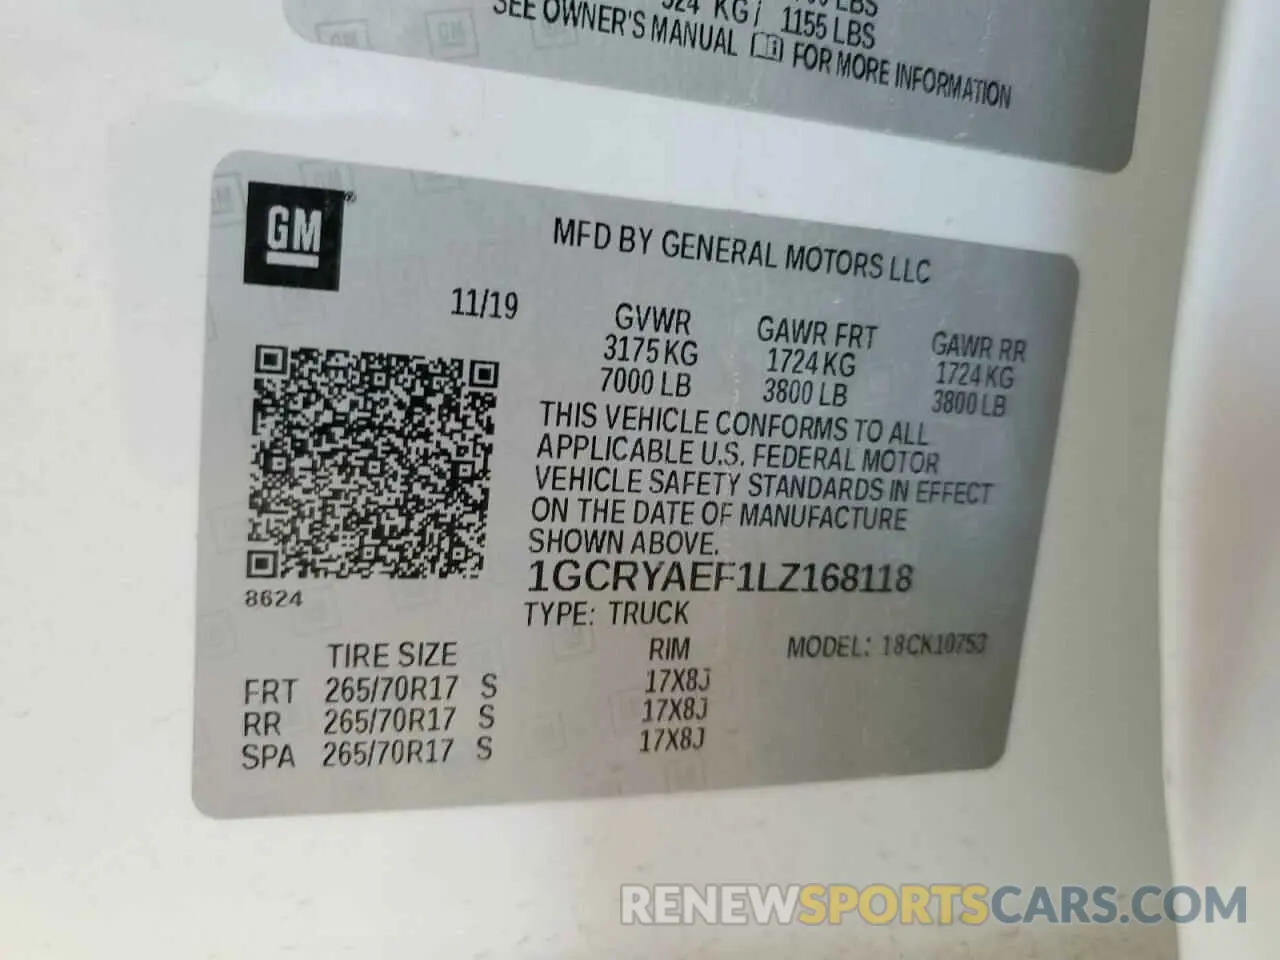 LBS
524 KG / 1155 LBS
SEE OWNER'S MANUAL FOR MORE INFORMATION
GM ®
MFD BY GENERAL MOTORS LLC
11/19
GVWR GAWR FRT GAWR RR
3175 KG 1724 KG 1724 KG
7000 LB 3800 LB 3800 LB
THIS VEHICLE CONFORMS TO ALL
APPLICABLE U.S. FEDERAL MOTOR
VEHICLE SAFETY STANDARDS IN EFFECT
ON THE DATE OF MANUFACTURE
SHOWN ABOVE.
1GCRYAEF1LZ168118
8624
TYPE: TRUCK
TIRE SIZE RIM MODEL: 18CK10753
FRT 265/70R17 S 17X8J
RR 265/70R17 S 17X8J
SPA 265/70R17 S 17X8J
RENEWSPORTSCARS.COM